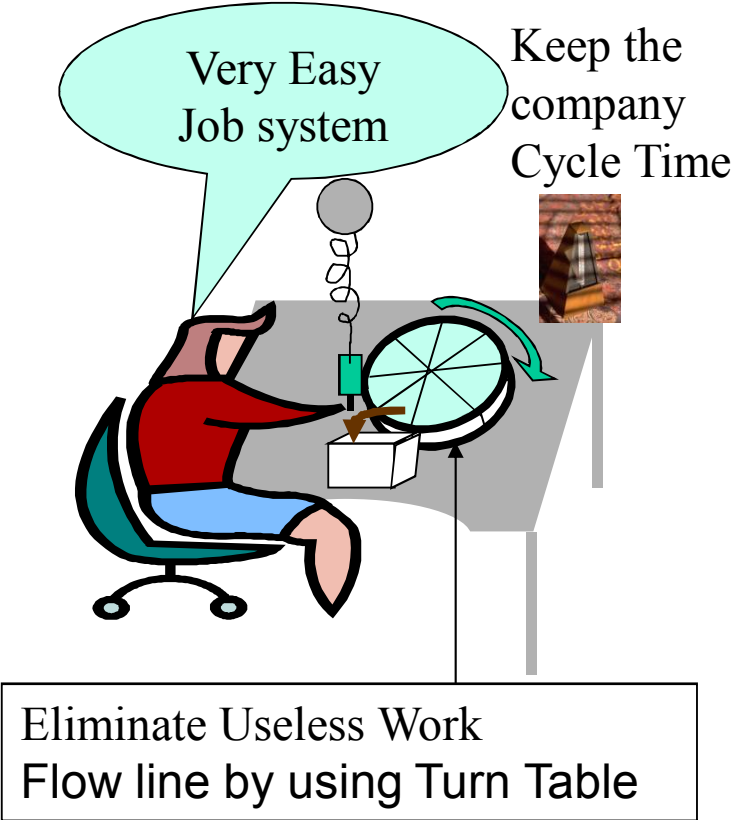 Very Easy
Job system
Keep the
company
Cycle Time
Eliminate Useless Work
Flow line by using Turn Table